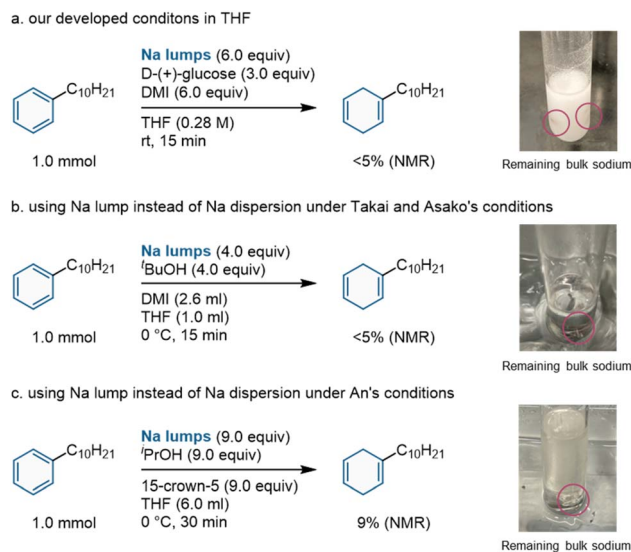 a. our developed conditons in THF
Na lumps (6.0 equiv)
D-(+)-glucose (3.0 equiv)
DMI (6.0 equiv)
THF (0.28 M)
rt, 15 min
C10H21
1.0 mmol
C10H21
<5% (NMR)
Remaining bulk sodium
b. using Na lump instead of Na dispersion under Takai and Asako's conditions
Na lumps (4.0 equiv)
tBuOH (4.0 equiv)
DMI (2.6 ml)
THF (1.0 ml)
0 °C, 15 min
C10H21
1.0 mmol
C10H21
<5% (NMR)
Remaining bulk sodium
c. using Na lump instead of Na dispersion under An's conditions
Na lumps (9.0 equiv)
iPrOH (9.0 equiv)
15-crown-5 (9.0 equiv)
THF (6.0 ml)
0 °C, 30 min
C10H21
1.0 mmol
C10H21
9% (NMR)
Remaining bulk sodium